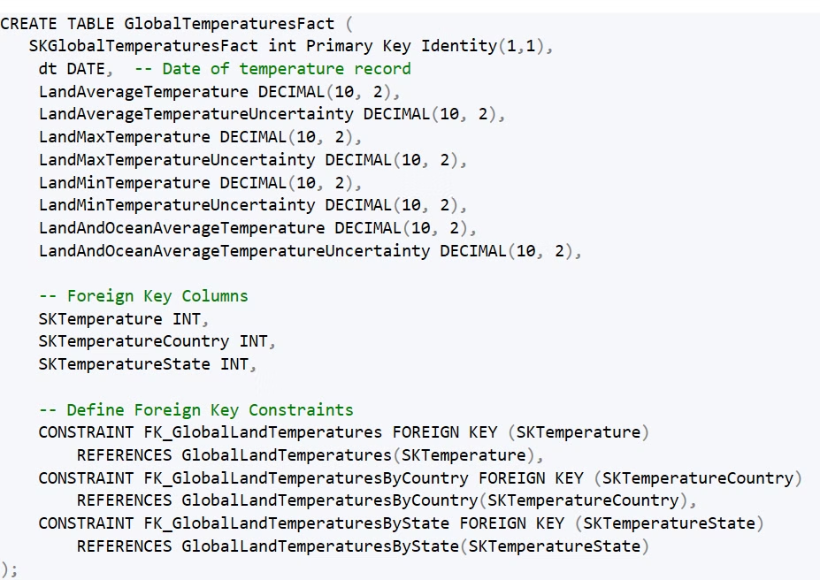 CREATE TABLE GlobalTemperaturesFact (
SKGlobalTemperaturesFact int Primary Key Identity(1,1),
dt DATE,  -- Date of temperature record
LandAverageTemperature DECIMAL(10, 2),
LandAverageTemperatureUncertainty DECIMAL(10, 2),
LandMaxTemperature DECIMAL(10, 2),
LandMaxTemperatureUncertainty DECIMAL(10, 2),
LandMinTemperature DECIMAL(10, 2),
LandMinTemperatureUncertainty DECIMAL(10, 2),
LandAndOceanAverageTemperature DECIMAL(10, 2),
LandAndOceanAverageTemperatureUncertainty DECIMAL(10, 2),
-- Foreign Key Columns
SKTemperature INT,
SKTemperatureCountry INT,
SKTemperatureState INT,
-- Define Foreign Key Constraints
CONSTRAINT FK_GlobalLandTemperatures FOREIGN KEY (SKTemperature)
REFERENCES GlobalLandTemperatures(SKTemperature),
CONSTRAINT FK_GlobalLandTemperaturesByCountry FOREIGN KEY (SKTemperatureCountry)
REFERENCES GlobalLandTemperaturesByCountry(SKTemperatureCountry),
CONSTRAINT FK_GlobalLandTemperaturesByState FOREIGN KEY (SKTemperatureState)
REFERENCES GlobalLandTemperaturesByState(SKTemperatureState)
);